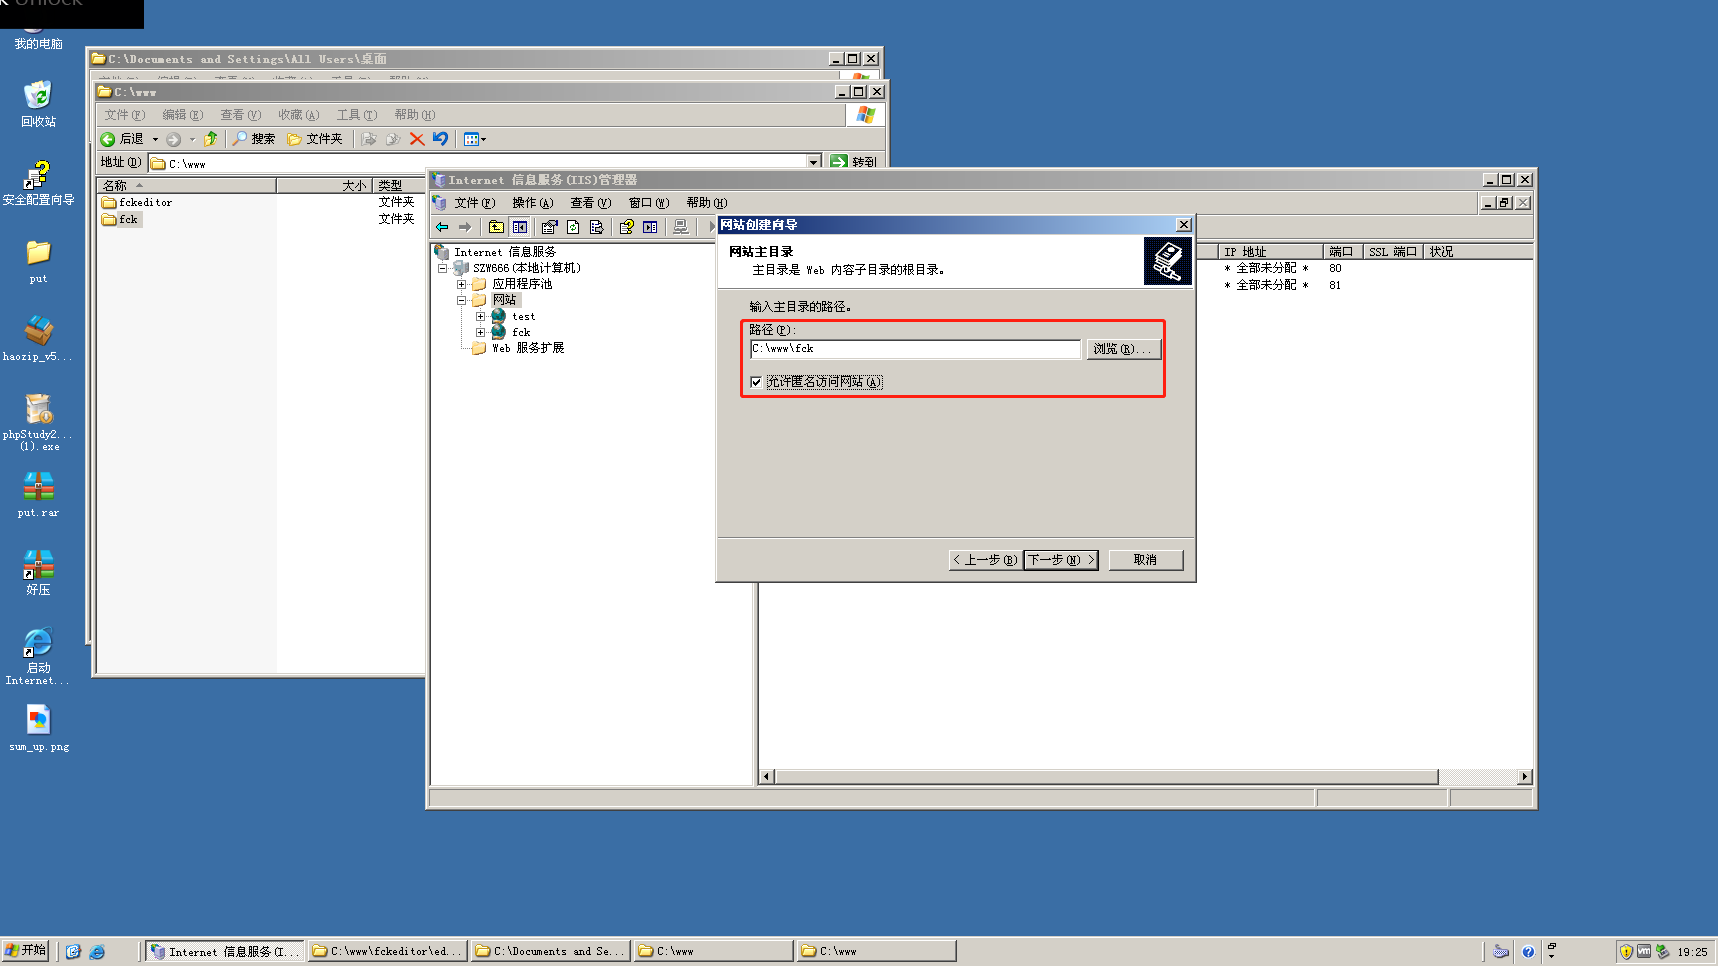 Unlock
我的电脑
回收站
安全配置向导
put
haozip_v5...
phpStudy2...
(1).exe
put.rar
好压
启动
Internet...
sum_up.png
C:\Documents and Settings\All Users\桌面
C:\www
文件(F) 编辑(E) 查看(V) 收藏(A) 工具(T) 帮助(H)
后退 搜索 文件夹
地址(D) C:\www 转到
名称 大小 类型
fckeditor 文件夹
fck 文件夹
Internet 信息服务(IIS)管理器
文件(F) 操作(A) 查看(V) 窗口(W) 帮助(H)
Internet 信息服务
SZW666(本地计算机)
应用程序池
网站
test
fck
Web 服务扩展
IP 地址 端口 SSL 端口 状况
* 全部未分配 * 80
* 全部未分配 * 81
网站创建向导
网站主目录
主目录是 Web 内容子目录的根目录。
输入主目录的路径。
路径(P):
C:\www\fck 浏览(R)...
允许匿名访问网站(A)
< 上一步(B) 下一步(N) > 取消
开始 Internet 信息服务(I... C:\www\fckeditor\ed... C:\Documents and Se... C:\www C:\www 19:25